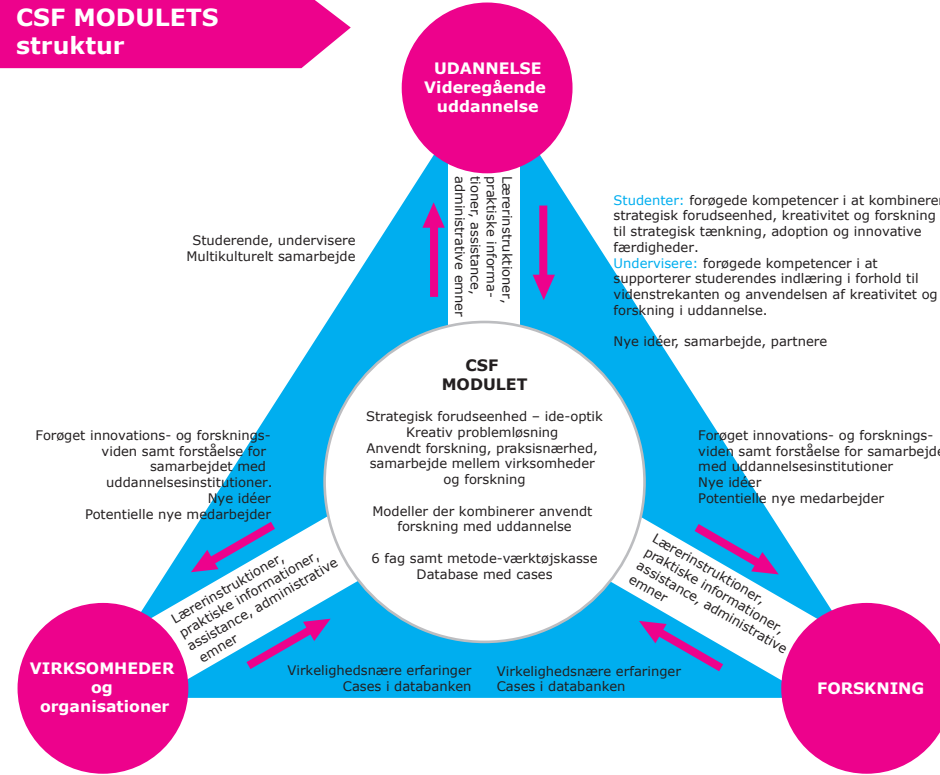 CSF MODULETS
struktur
UDANNELSE
Videregående
uddannelse
Lærerinstruktioner,
praktiske informa-
tioner, assistance,
administrative emner
Studerende, undervisere
Multikulturelt samarbejde
Studenter: forøgede kompetencer i at kombinerer
strategisk forudseenhed, kreativitet og forskning
til strategisk tænkning, adoption og innovative
færdigheder.
Undervisere: forøgede kompetencer i at
supporterer studerendes indlæring i forhold til
videnstrekanten og anvendelsen af kreativitet og
forskning i uddannelse.
Nye idéer, samarbejde, partnere
CSF
MODULET
Strategisk forudseenhed – ide-optik
Kreativ problemløsning
Anvendt forskning, praksisnærhed,
samarbejde mellem virksomheder
og forskning
Modeller der kombinerer anvendt
forskning med uddannelse
6 fag samt metode-værktøjskasse
Database med cases
Forøget innovations- og forsknings-
viden samt forståelse for
samarbejdet med
uddannelsesinstitutioner.
Nye idéer
Potentielle nye medarbejder
Forøget innovations- og forsknings-
viden samt forståelse for samarbejde
med uddannelsesinstitutioner
Nye idéer
Potentielle nye medarbejder
Lærerinstruktioner,
praktiske informationer,
assistance, administrative
emner
Lærerinstruktioner,
praktiske informationer,
assistance, administrative
emner
VIRKSOMHEDER
og
organisationer
Virkelighedsnære erfaringer
Cases i databanken
Virkelighedsnære erfaringer
Cases i databanken
FORSKNING